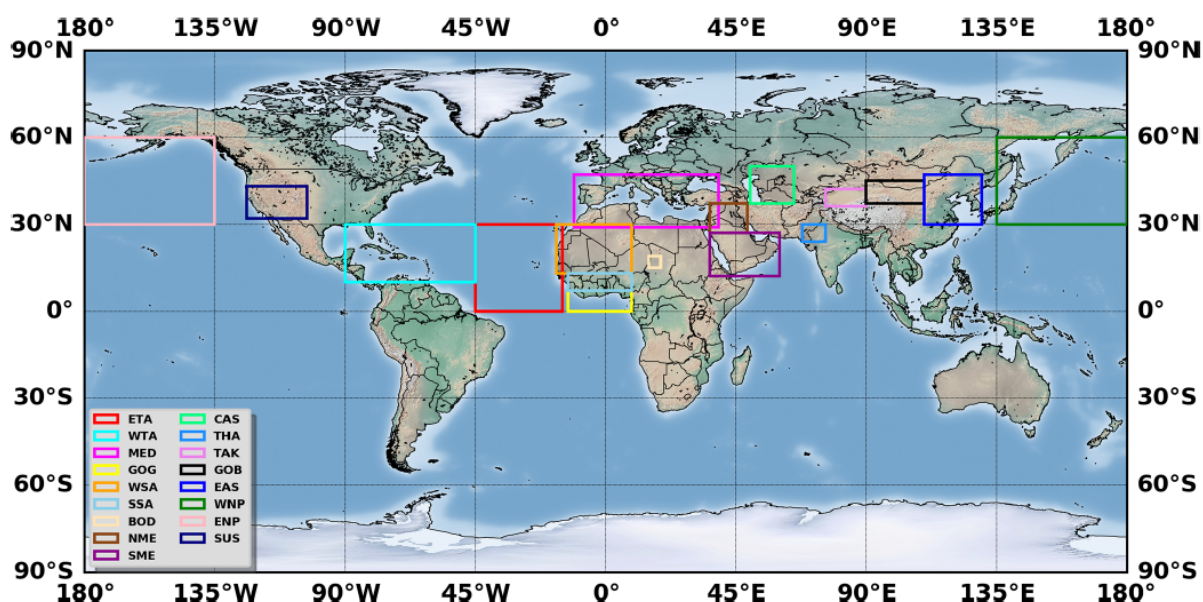 180° 135°W 90°W 45°W 0° 45°E 90°E 135°E 180°
90°N 90°N
60°N 60°N
30°N 30°N
0° 0°
30°S 30°S
60°S 60°S
90°S 90°S
ETA CAS
WTA THA
MED TAK
GOG GOB
WSA EAS
SSA WNP
BOD ENP
NME SUS
SME
180° 135°W 90°W 45°W 0° 45°E 90°E 135°E 180°